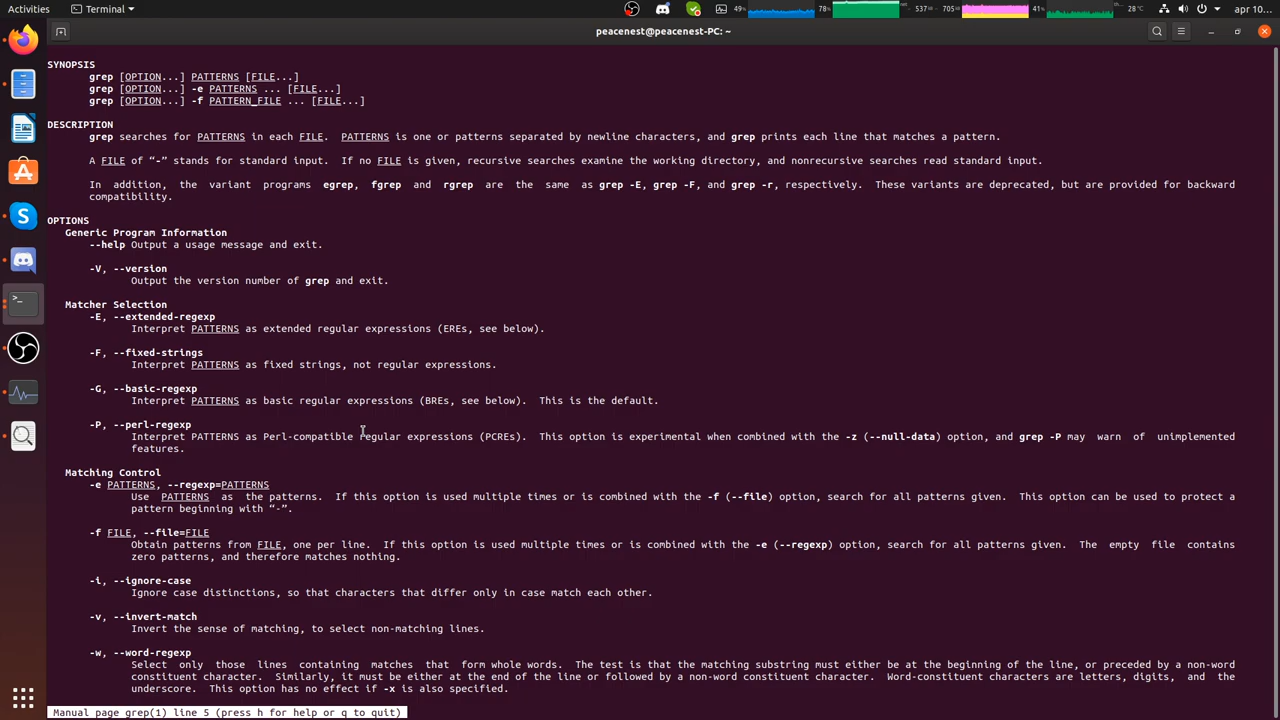 Activities
Terminal
49%
78%
537
705
41%
28°C
apr 10...
peacenest@peacenest-PC: ~
SYNOPSIS
grep [OPTION...] PATTERNS [FILE...]
grep [OPTION...] -e PATTERNS ... [FILE...]
grep [OPTION...] -f PATTERN_FILE ... [FILE...]
DESCRIPTION
grep searches for PATTERNS in each FILE. PATTERNS is one or patterns separated by newline characters, and grep prints each line that matches a pattern.
A FILE of “-” stands for standard input. If no FILE is given, recursive searches examine the working directory, and nonrecursive searches read standard input.
In addition, the variant programs egrep, fgrep and rgrep are the same as grep -E, grep -F, and grep -r, respectively. These variants are deprecated, but are provided for backward
compatibility.
OPTIONS
Generic Program Information
--help Output a usage message and exit.
-V, --version
Output the version number of grep and exit.
Matcher Selection
-E, --extended-regexp
Interpret PATTERNS as extended regular expressions (EREs, see below).
-F, --fixed-strings
Interpret PATTERNS as fixed strings, not regular expressions.
-G, --basic-regexp
Interpret PATTERNS as basic regular expressions (BREs, see below). This is the default.
-P, --perl-regexp
Interpret PATTERNS as Perl-compatible regular expressions (PCREs). This option is experimental when combined with the -z (--null-data) option, and grep -P may warn of unimplemented
features.
Matching Control
-e PATTERNS, --regexp=PATTERNS
Use PATTERNS as the patterns. If this option is used multiple times or is combined with the -f (--file) option, search for all patterns given. This option can be used to protect a
pattern beginning with “-”.
-f FILE, --file=FILE
Obtain patterns from FILE, one per line. If this option is used multiple times or is combined with the -e (--regexp) option, search for all patterns given. The empty file contains
zero patterns, and therefore matches nothing.
-i, --ignore-case
Ignore case distinctions, so that characters that differ only in case match each other.
-v, --invert-match
Invert the sense of matching, to select non-matching lines.
-w, --word-regexp
Select only those lines containing matches that form whole words. The test is that the matching substring must either be at the beginning of the line, or preceded by a non-word
constituent character. Similarly, it must be either at the end of the line or followed by a non-word constituent character. Word-constituent characters are letters, digits, and the
underscore. This option has no effect if -x is also specified.
Manual page grep(1) line 5 (press h for help or q to quit)